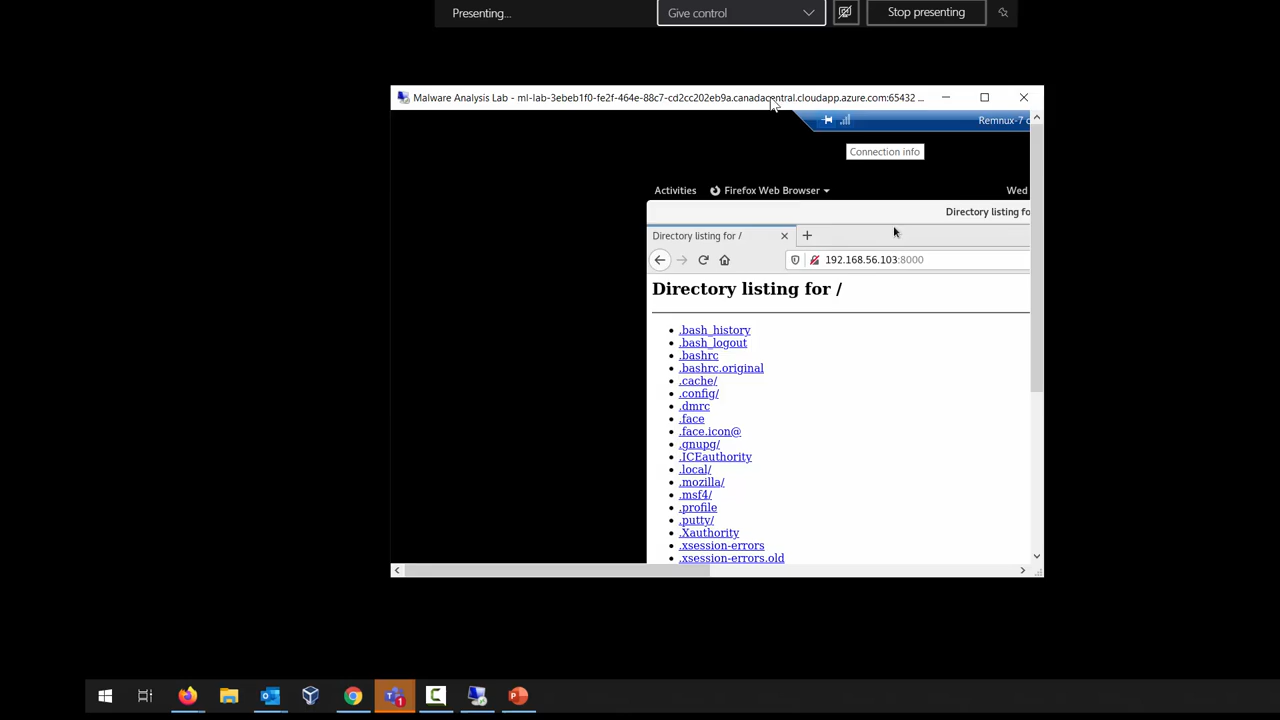 Presenting...
Give control
Stop presenting
Malware Analysis Lab - ml-lab-3ebeb1f0-fe2f-464e-88c7-cd2cc202eb9a.canadacentral.cloudapp.azure.com:65432 ...
Remnux-7 c
Connection info
Activities
Firefox Web Browser
Wed
Directory listing fo
Directory listing for /
192.168.56.103:8000
Directory listing for /
.bash_history
.bash_logout
.bashrc
.bashrc.original
.cache/
.config/
.dmrc
.face
.face.icon@
.gnupg/
.ICEauthority
.local/
.mozilla/
.msf4/
.profile
.putty/
.Xauthority
.xsession-errors
.xsession-errors.old
1